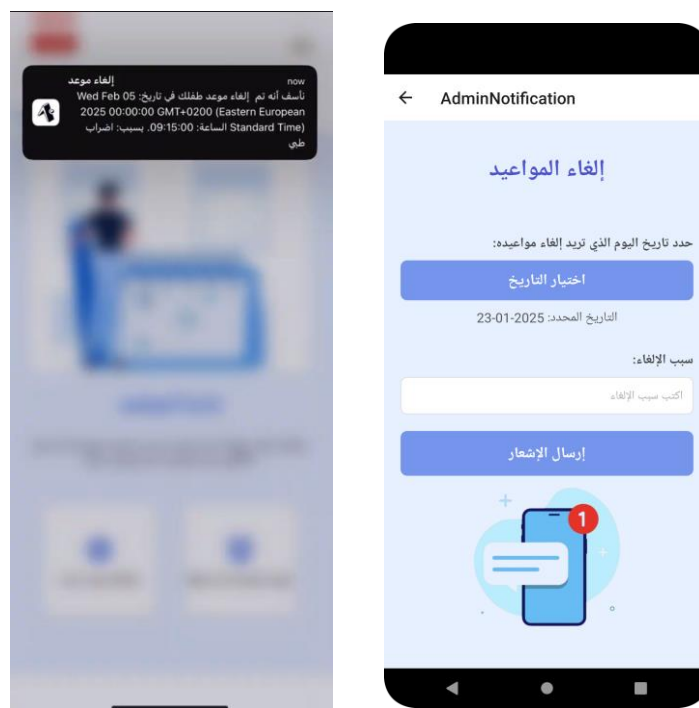 إلغاء موعد
now
نأسف أنه تم إلغاء موعد طفلك في تاريخ: Wed Feb 05
2025 00:00:00 GMT+0200 (Eastern European
Standard Time) الساعة: 09:15:00. بسبب: اضراب
طبي
AdminNotification
إلغاء المواعيد
حدد تاريخ اليوم الذي تريد إلغاء مواعيده:
اختيار التاريخ
التاريخ المحدد: 2025-01-23
سبب الإلغاء:
اكتب سبب الإلغاء
إرسال الإشعار
1